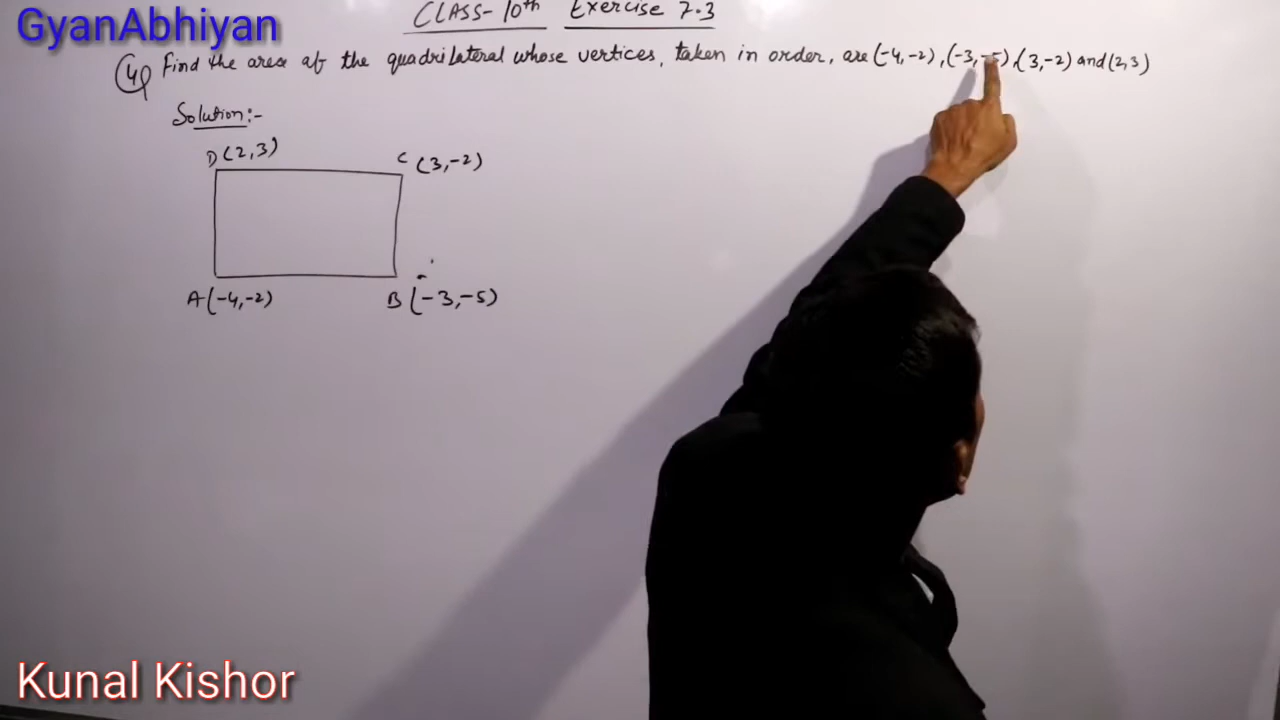 GyanAbhiyan
CLASS-10th Exercise 7.3
4 Find the area of the quadrilateral whose vertices, taken in order, are (-4,-2), (-3,-5), (3,-2) and (2,3)
Solution:-
D(2,3) C (3,-2)
A(-4,-2) B(-3,-5)
Kunal Kishor